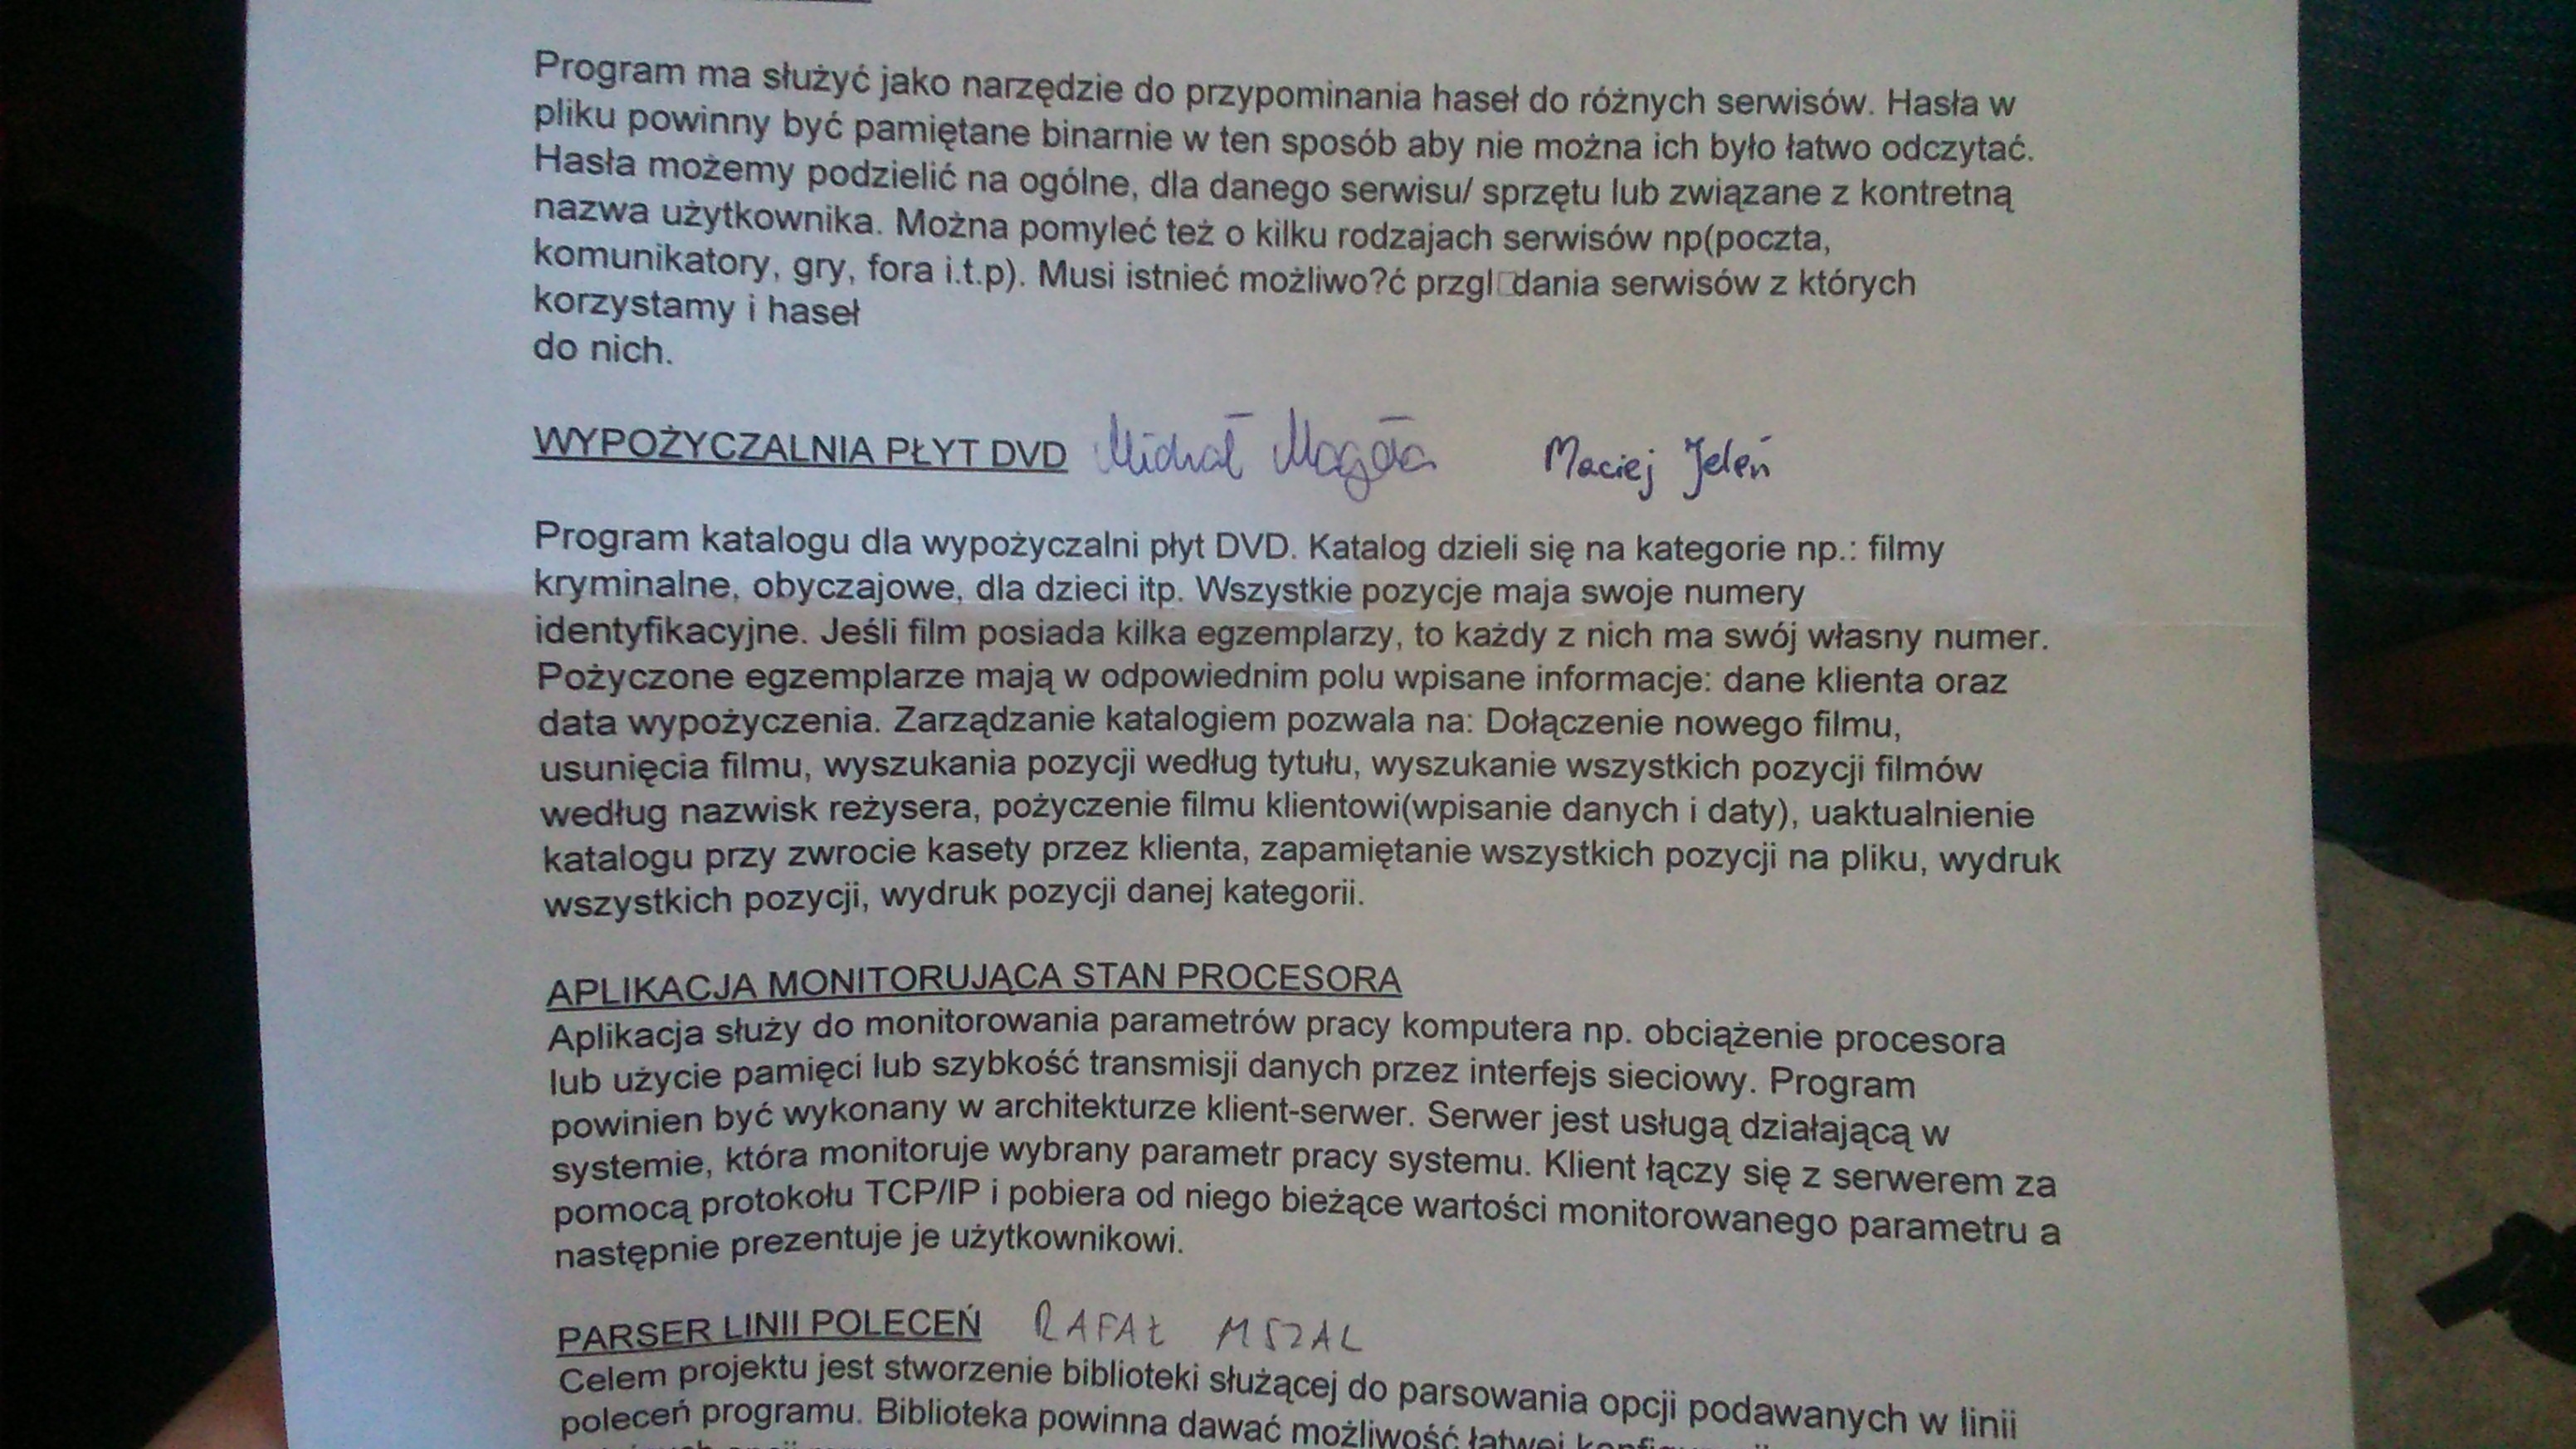 Program ma służyć jako narzędzie do przypominania haseł do różnych serwisów. Hasła w
pliku powinny być pamiętane binarnie w ten sposób aby nie można ich było łatwo odczytać.
Hasła możemy podzielić na ogólne, dla danego serwisu/ sprzętu lub związane z kontretną
nazwa użytkownika. Można pomyleć też o kilku rodzajach serwisów np(poczta,
komunikatory, gry, fora i.t.p). Musi istnieć możliwo?ć przgl□dania serwisów z których
korzystamy i haseł
do nich.
WYPOŻYCZALNIA PŁYT DVD Michał Maciej Jeleń
Program katalogu dla wypożyczalni płyt DVD. Katalog dzieli się na kategorie np.: filmy
kryminalne, obyczajowe, dla dzieci itp. Wszystkie pozycje maja swoje numery
identyfikacyjne. Jeśli film posiada kilka egzemplarzy, to każdy z nich ma swój własny numer.
Pożyczone egzemplarze mają w odpowiednim polu wpisane informacje: dane klienta oraz
data wypożyczenia. Zarządzanie katalogiem pozwala na: Dołączenie nowego filmu,
usunięcia filmu, wyszukania pozycji według tytułu, wyszukanie wszystkich pozycji filmów
według nazwisk reżysera, pożyczenie filmu klientowi(wpisanie danych i daty), uaktualnienie
katalogu przy zwrocie kasety przez klienta, zapamiętanie wszystkich pozycji na pliku, wydruk
wszystkich pozycji, wydruk pozycji danej kategorii.
APLIKACJA MONITORUJĄCA STAN PROCESORA
Aplikacja służy do monitorowania parametrów pracy komputera np. obciążenie procesora
lub użycie pamięci lub szybkość transmisji danych przez interfejs sieciowy. Program
powinien być wykonany w architekturze klient-serwer. Serwer jest usługą działającą w
systemie, która monitoruje wybrany parametr pracy systemu. Klient łączy się z serwerem za
pomocą protokołu TCP/IP i pobiera od niego bieżące wartości monitorowanego parametru a
następnie prezentuje je użytkownikowi.
PARSER LINII POLECEŃ RAFAŁ MSZAL
Celem projektu jest stworzenie biblioteki służącej do parsowania opcji podawanych w linii
poleceń programu. Biblioteka powinna dawać możliwość łatwej